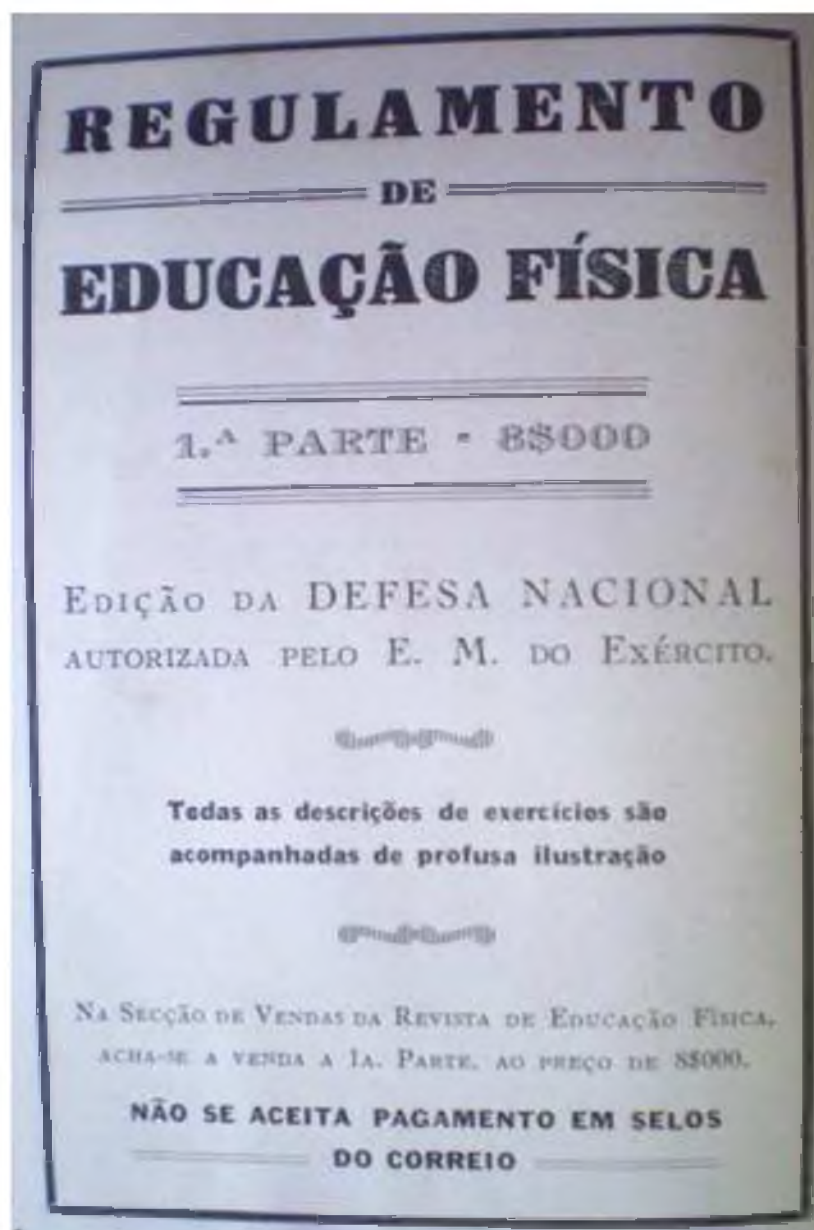 REGULAMENTO
DE
EDUCAÇÃO FÍSICA
1.ª PARTE - 8$000
EDIÇÃO DA DEFESA NACIONAL
AUTORIZADA PELO E. M. DO EXÉRCITO.
Todas as descrições de exercícios são
acompanhadas de profusa ilustração
NA SECÇÃO DE VENDAS DA REVISTA DE EDUCAÇÃO FÍSICA,
ACHA-SE A VENDA A 1A. PARTE, AO PREÇO DE 8$000.
NÃO SE ACEITA PAGAMENTO EM SELOS
DO CORREIO